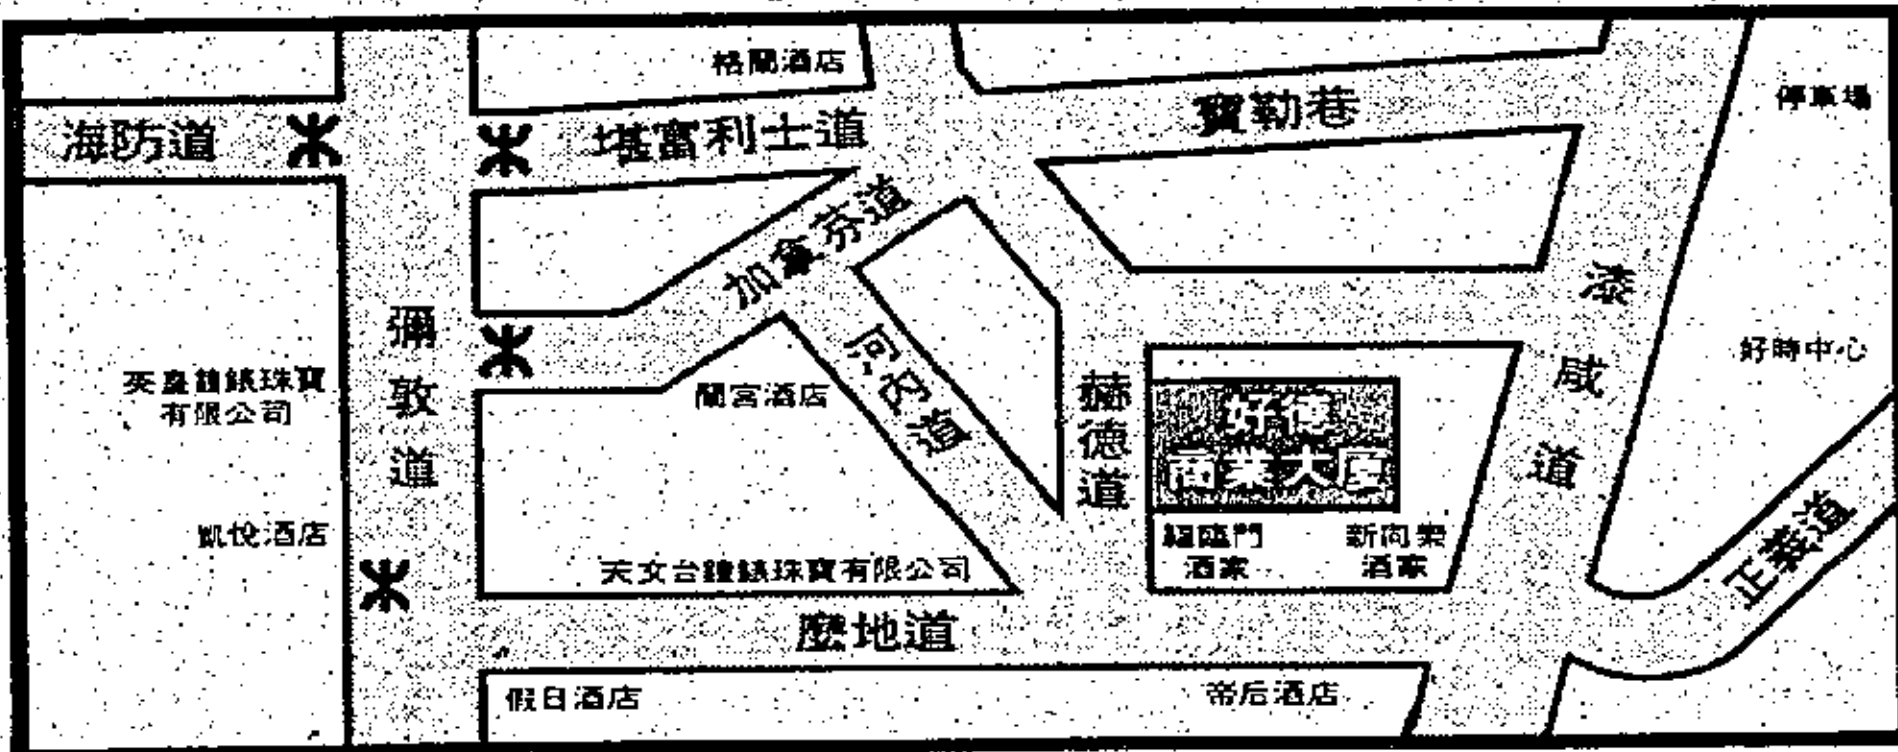 格蘭酒店
停車場
海防道
堪富利士道
寶勒巷
加拿芬道
漆咸道
彌敦道
河內道
赫德道
好時中心
英皇鐘錶珠寶
有限公司
蘭宮酒店
好德
商業大廈
凱悅酒店
天文台鐘錶珠寶有限公司
福臨門
酒家
新同樂
酒家
正義道
麼地道
假日酒店
帝后酒店